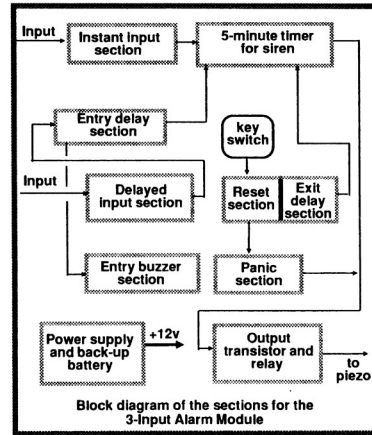 Input
Instant input
section
5-minute timer
for siren
Entry delay
section
key
switch
Input
Delayed
input section
Reset
section
Exit
delay
section
Entry buzzer
section
Panic
section
Power supply
and back-up
battery
+12v
Output
transistor and
relay
to
piezo
Block diagram of the sections for the
3-Input Alarm Module